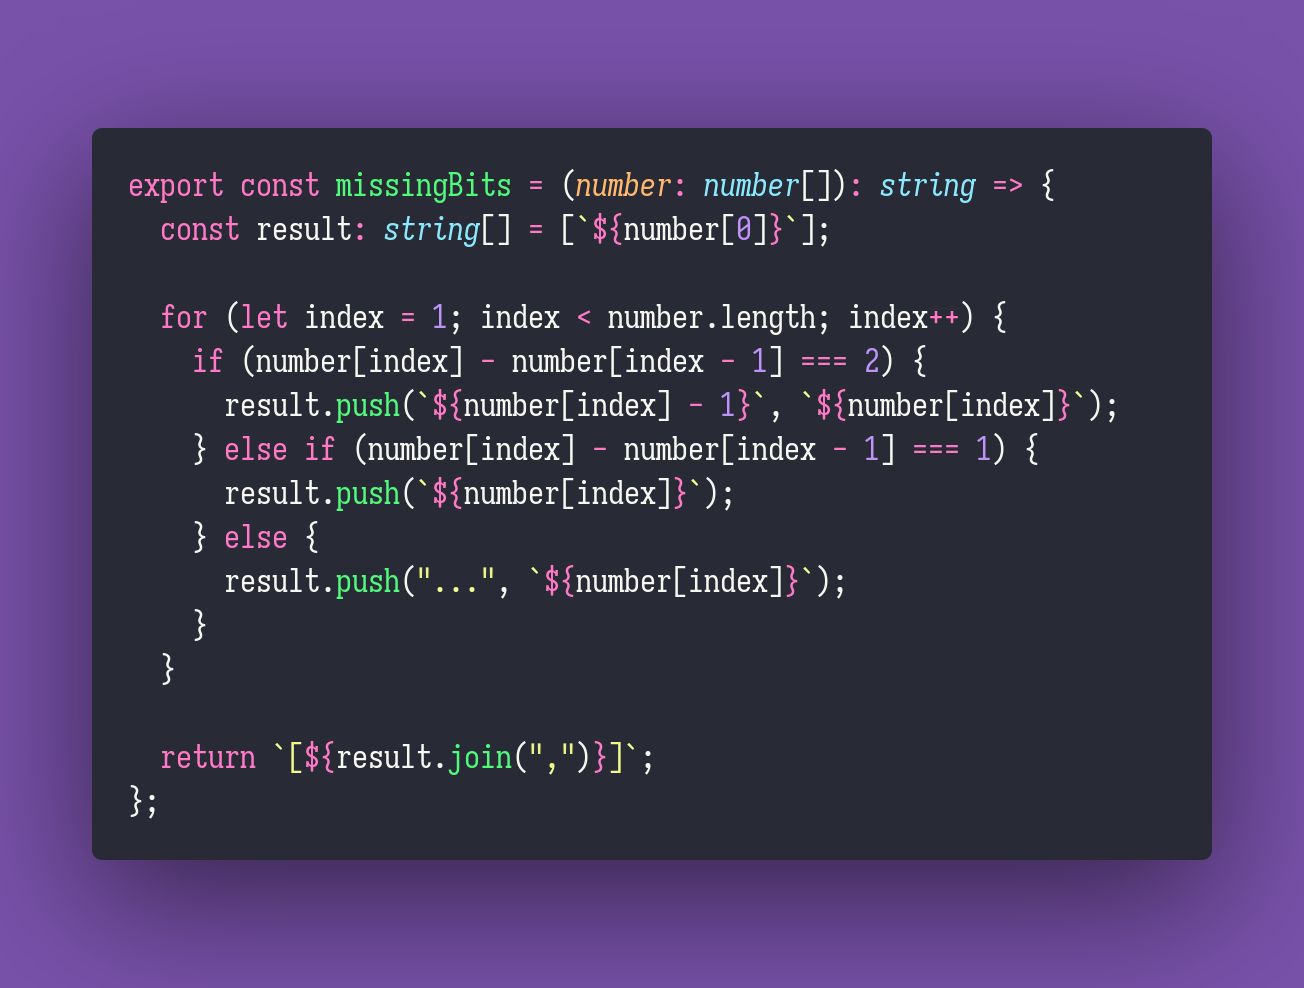 export const missingBits = (number: number[]): string => {
  const result: string[] = [`${number[0]}`];

  for (let index = 1; index < number.length; index++) {
    if (number[index] - number[index - 1] === 2) {
      result.push(`${number[index] - 1}`, `${number[index]}`);
    } else if (number[index] - number[index - 1] === 1) {
      result.push(`${number[index]}`);
    } else {
      result.push("...", `${number[index]}`);
    }
  }

  return `[${result.join(",")}]`;
};